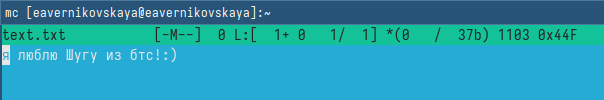 mc [eavernikovskaya@eavernikovskaya]:~
text.txt [-M--] 0 L:[ 1+ 0 1/ 1] *(0 / 37b) 1103 0x44F
я люблю Шугу из бтс!:)